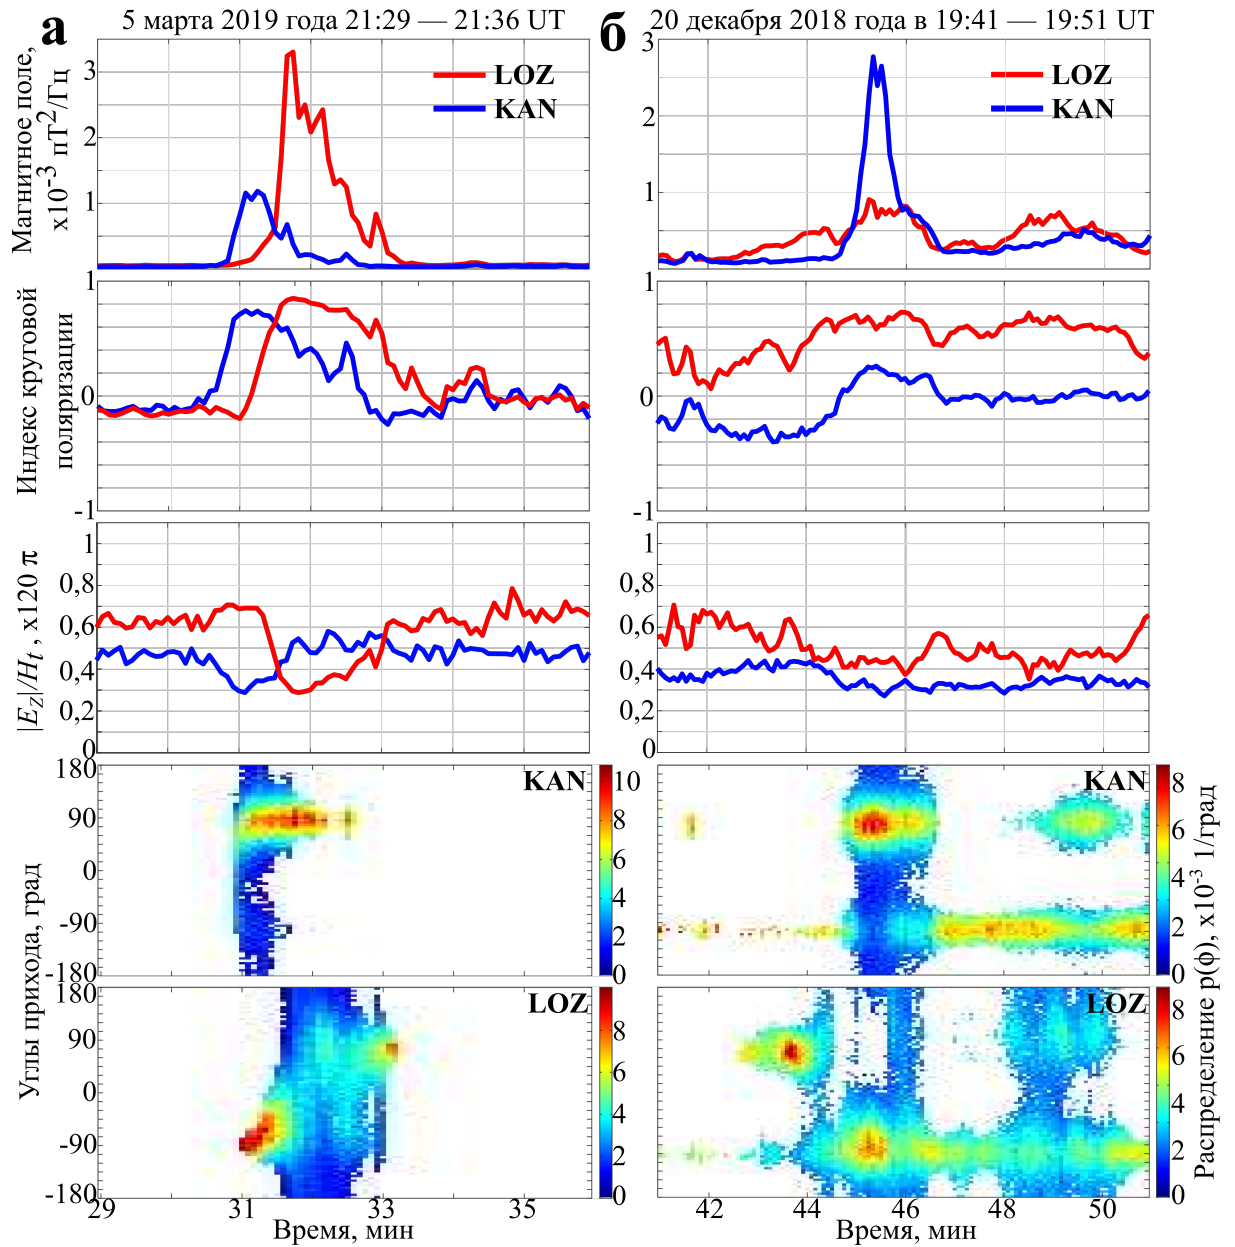 а
5 марта 2019 года 21:29 — 21:36 UT
б
20 декабря 2018 года в 19:41 — 19:51 UT
Магнитное поле,
х10⁻³ пТ²/Гц
3
2
1
LOZ
KAN
3
2
1
0
LOZ
KAN
Индекс круговой
поляризации
1
0
-1
1
0
-1
|E_Z|/H_t, х120 π
1
0,8
0,6
0,4
0,2
0
1
0,8
0,6
0,4
0,2
0
Углы прихода, град
180
90
0
-90
-180
KAN
10
8
6
4
2
0
KAN
8
6
4
2
0
180
90
0
-90
-180
LOZ
8
6
4
2
0
LOZ
8
6
4
2
0
Распределение p(ϕ), х10⁻³ 1/град
29 31 33 35
Время, мин
42 44 46 48 50
Время, мин